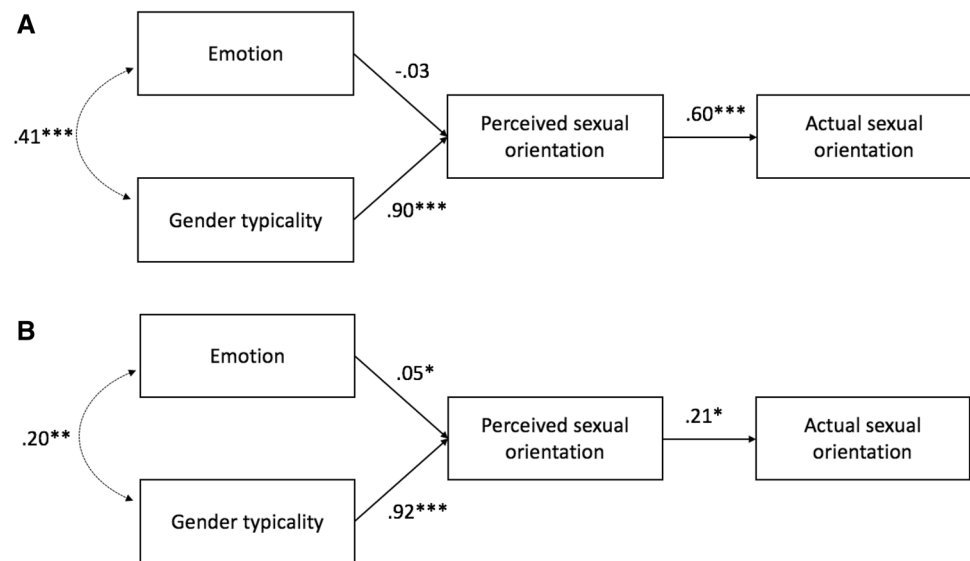 A
Emotion
-.03
Perceived sexual
orientation
.60***
Actual sexual
orientation
.41***
Gender typicality
.90***
B
Emotion
.05*
Perceived sexual
orientation
.21*
Actual sexual
orientation
.20**
Gender typicality
.92***